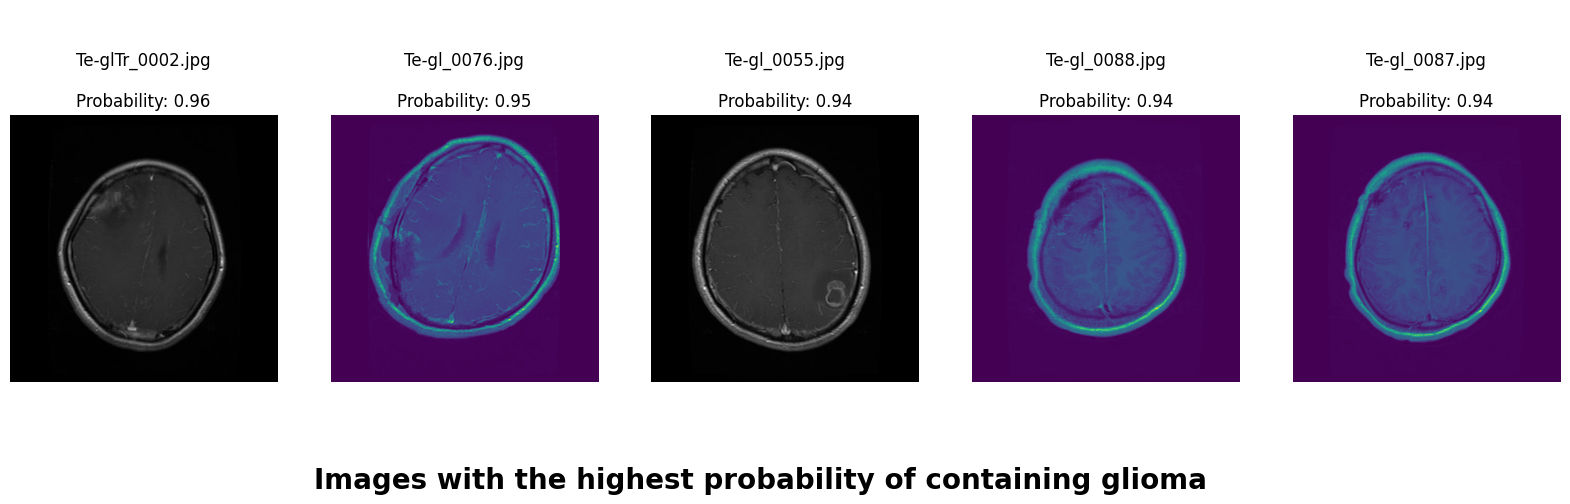 Te-glTr_0002.jpg
Probability: 0.96
Te-gl_0076.jpg
Probability: 0.95
Te-gl_0055.jpg
Probability: 0.94
Te-gl_0088.jpg
Probability: 0.94
Te-gl_0087.jpg
Probability: 0.94
Images with the highest probability of containing glioma